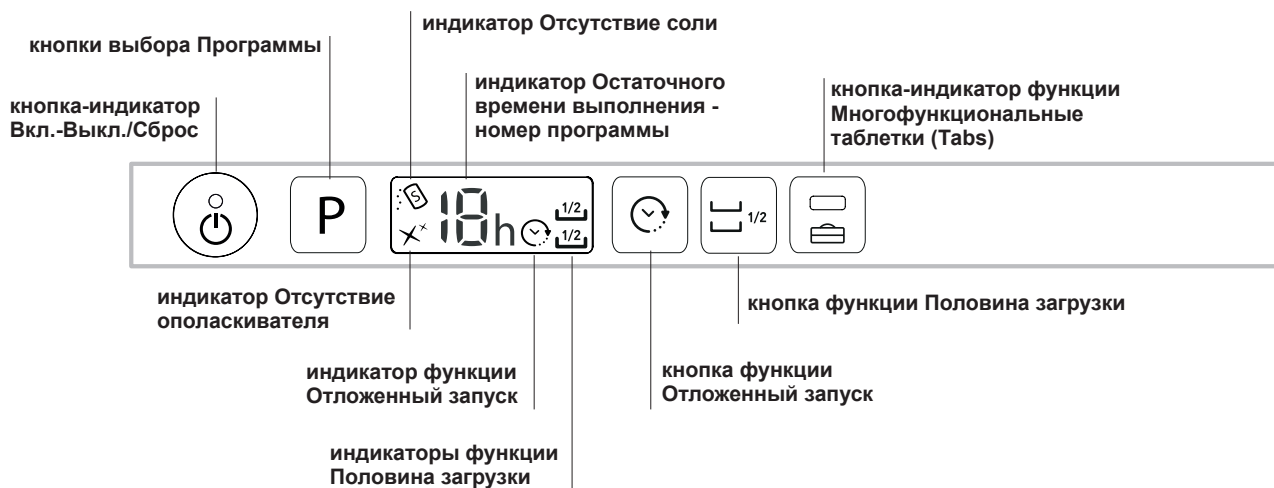 индикатор Отсутствие соли
кнопки выбора Программы
индикатор Остаточного
времени выполнения -
номер программы
кнопка-индикатор функции
Многофункциональные
таблетки (Tabs)
кнопка-индикатор
Вкл.-Выкл./Сброс
P
S
18h
1/2
1/2
1/2
индикатор Отсутствие
ополаскивателя
кнопка функции Половина загрузки
индикатор функции
Отложенный запуск
кнопка функции
Отложенный запуск
индикаторы функции
Половина загрузки